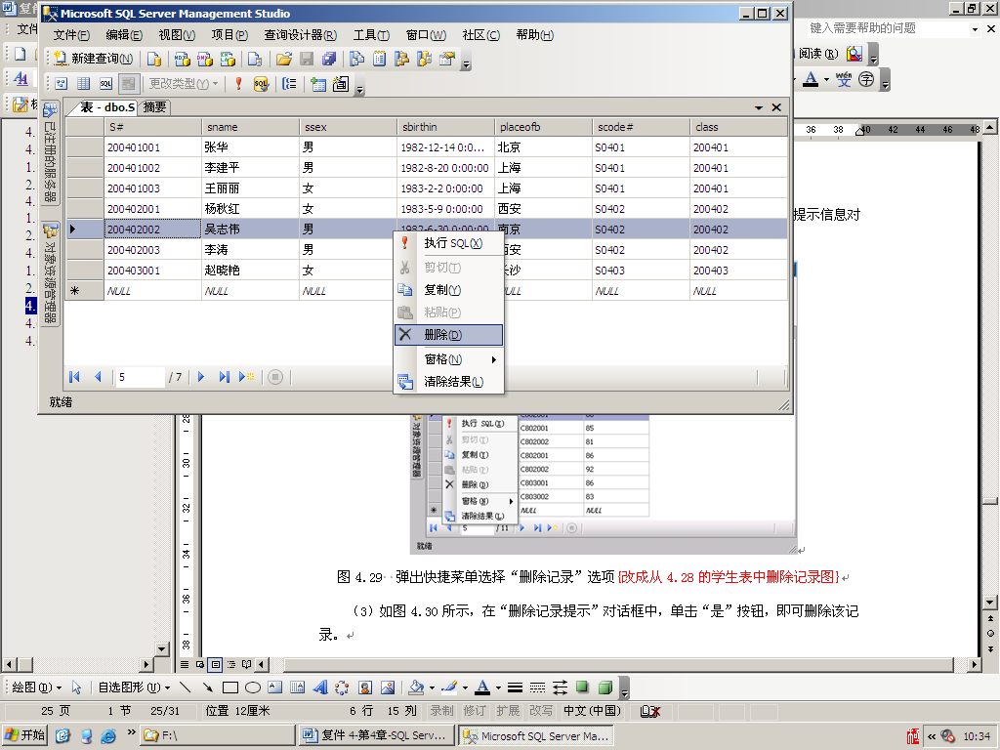 Microsoft SQL Server Management Studio
文件(F) 编辑(E) 视图(V) 项目(P) 查询设计器(R) 工具(T) 窗口(W) 社区(C) 帮助(H)
键入需要帮助的问题
新建查询(N)
阅读(R)
更改类型(Y)
表 - dbo.S 摘要
已注册的服务器
对象资源管理器
S# sname ssex sbirthin placeofb scode# class
200401001 张华 男 1982-12-14 0:0... 北京 S0401 200401
200401002 李建平 男 1982-8-20 0:00:00 上海 S0401 200401
200401003 王丽丽 女 1983-2-2 0:00:00 上海 S0401 200401
200402001 杨秋红 女 1983-5-9 0:00:00 西安 S0402 200402
200402002 吴志伟 男 1982-6-30 0:00:00 南京 S0402 200402
200402003 李涛 男 西安 S0402 200402
200403001 赵晓艳 女 长沙 S0403 200403
NULL NULL NULL NULL NULL NULL
执行 SQL(X)
剪切(T)
复制(Y)
粘贴(P)
删除(D)
窗格(N)
清除结果(L)
5 / 7
就绪
36 38 40 42 44 46 48
提示信息对
28 30 32 34 36 38
对象资源管理器
执行 SQL(X)
剪切(T)
复制(Y)
粘贴(P)
删除(D)
窗格(N)
清除结果(L)
C802001 85
C802002 81
C802001 86
C802002 92
C803001 86
C803002 83
NULL NULL
5 / 11
就绪
图 4.29 弹出快捷菜单选择“删除记录”选项{改成从 4.28 的学生表中删除记录图}
（3）如图 4.30 所示，在“删除记录提示”对话框中，单击“是”按钮，即可删除该记
录。
绘图(D) 自选图形(U)
25 页 1 节 25/31 位置 12厘米 6 行 15 列 录制 修订 扩展 改写 中文(中国)
开始 F:\ 复件 4-第4章-SQL Serv... Microsoft SQL Server Ma... 10:34